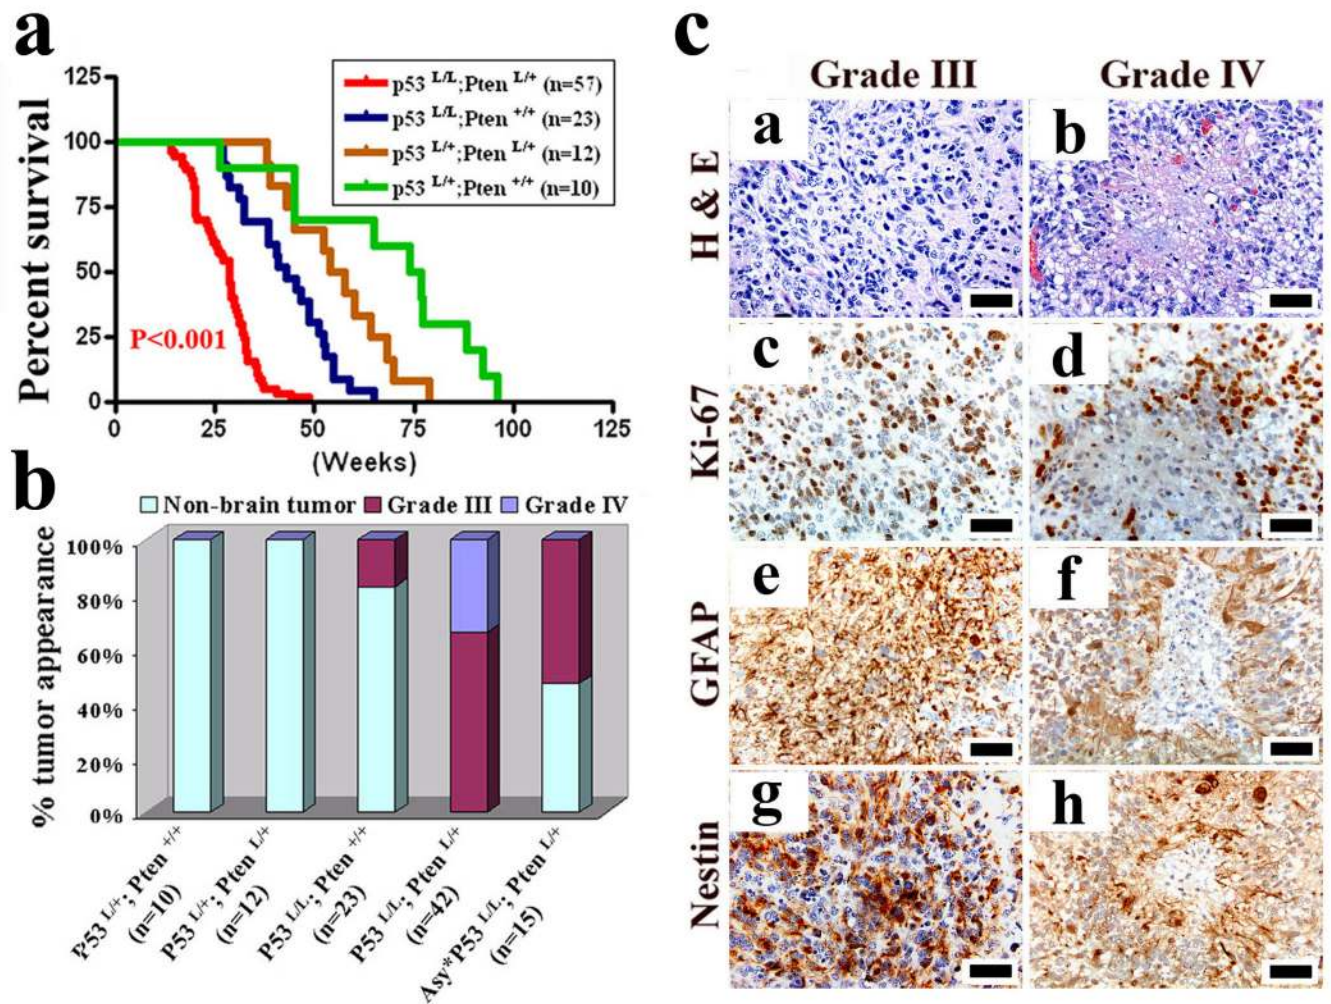 a
125
100
75
50
25
0
Percent survival
p53 L/L;Pten L/+ (n=57)
p53 L/L;Pten +/+ (n=23)
p53 L/+;Pten L/+ (n=12)
p53 L/+;Pten +/+ (n=10)
P<0.001
0 25 50 75 100 125
(Weeks)
b
Non-brain tumor Grade III Grade IV
% tumor appearance
100%
80%
60%
40%
20%
0%
P53 L/+; Pten +/+
(n=10)
P53 L/+; Pten L/+
(n=12)
P53 L/L; Pten +/+
(n=23)
P53 L/L; Pten L/+
(n=42)
Asy*P53 L/L; Pten L/+
(n=15)
c
Grade III Grade IV
H & E
a b
Ki-67
c d
GFAP
e f
Nestin
g h